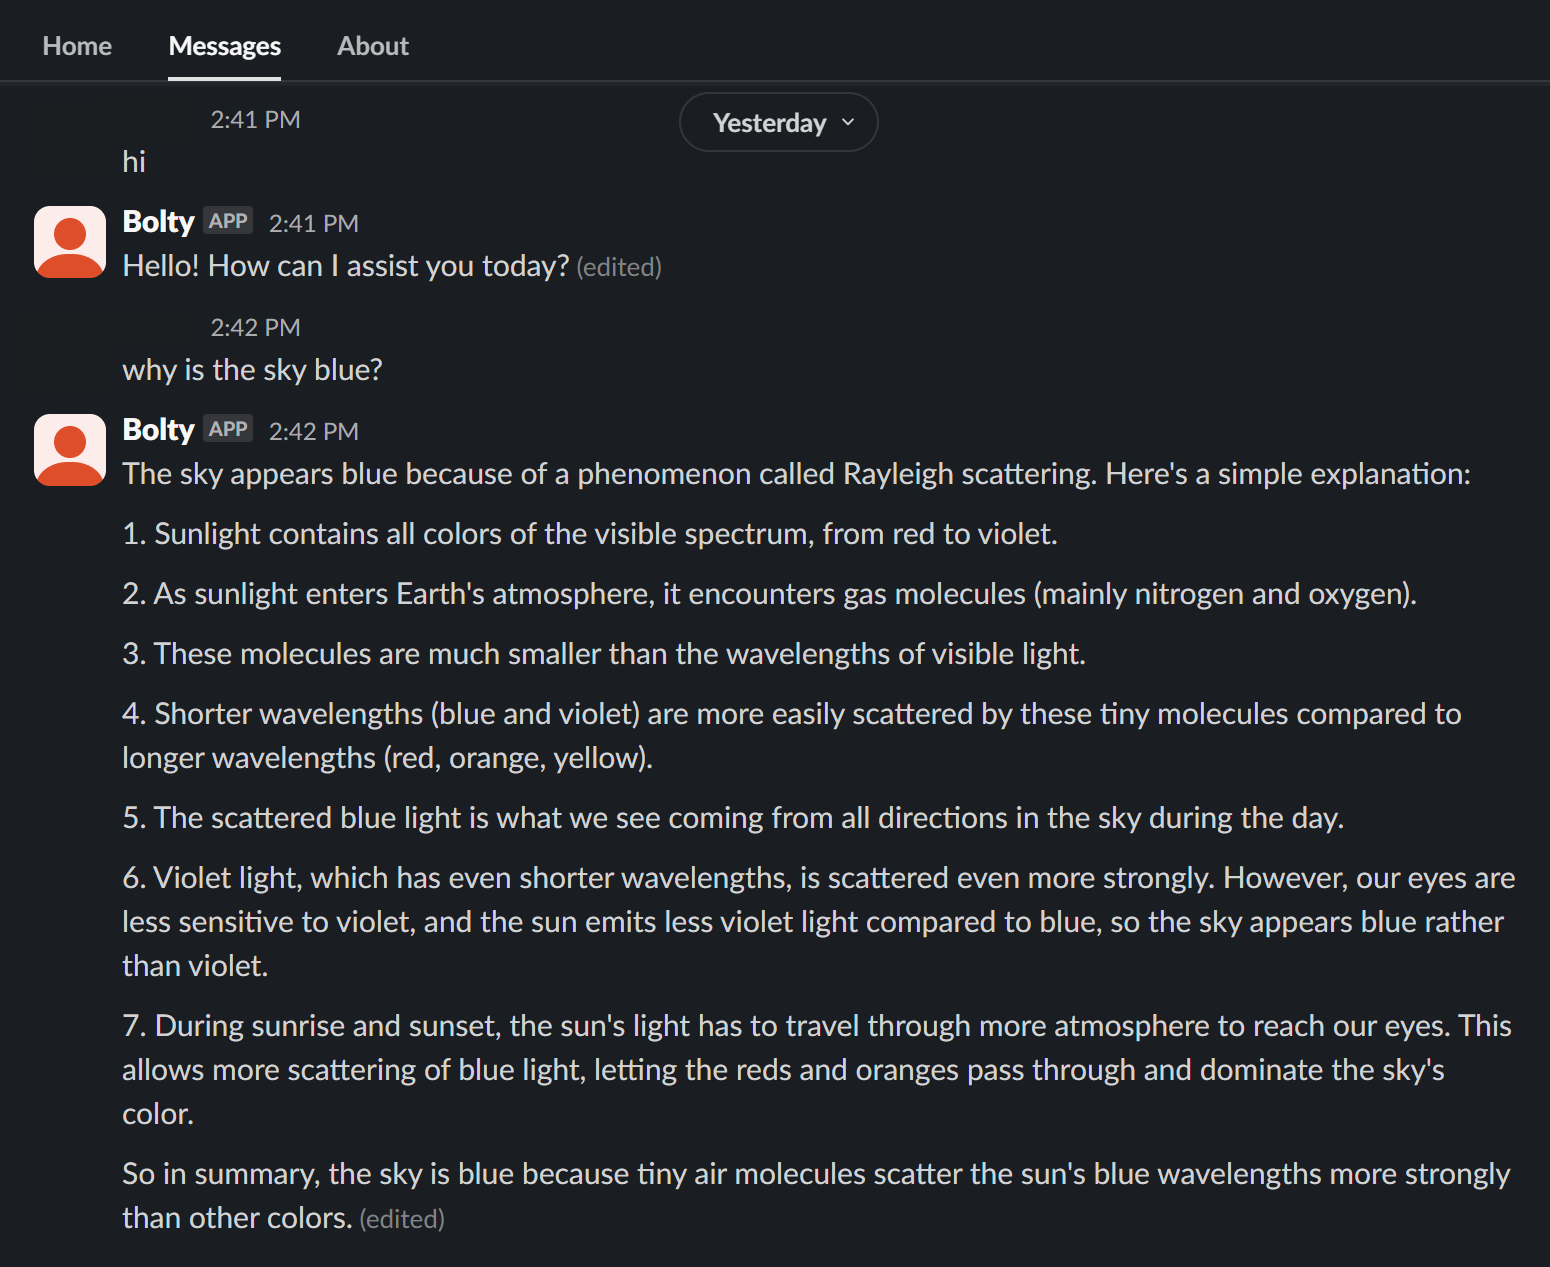 Home Messages About
2:41 PM
Yesterday
hi
Bolty APP 2:41 PM
Hello! How can I assist you today? (edited)
2:42 PM
why is the sky blue?
Bolty APP 2:42 PM
The sky appears blue because of a phenomenon called Rayleigh scattering. Here's a simple explanation:
1. Sunlight contains all colors of the visible spectrum, from red to violet.
2. As sunlight enters Earth's atmosphere, it encounters gas molecules (mainly nitrogen and oxygen).
3. These molecules are much smaller than the wavelengths of visible light.
4. Shorter wavelengths (blue and violet) are more easily scattered by these tiny molecules compared to
longer wavelengths (red, orange, yellow).
5. The scattered blue light is what we see coming from all directions in the sky during the day.
6. Violet light, which has even shorter wavelengths, is scattered even more strongly. However, our eyes are
less sensitive to violet, and the sun emits less violet light compared to blue, so the sky appears blue rather
than violet.
7. During sunrise and sunset, the sun's light has to travel through more atmosphere to reach our eyes. This
allows more scattering of blue light, letting the reds and oranges pass through and dominate the sky's
color.
So in summary, the sky is blue because tiny air molecules scatter the sun's blue wavelengths more strongly
than other colors. (edited)